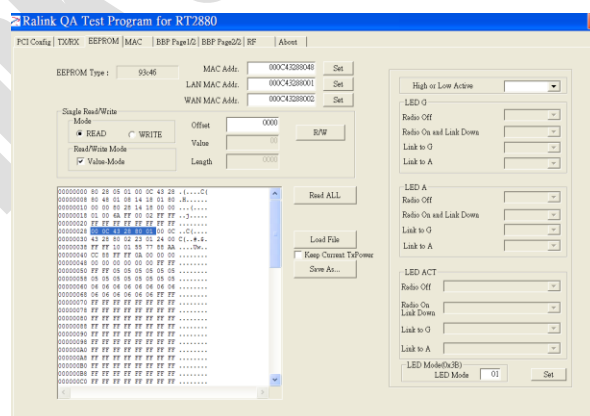 Ralink QA Test Program for RT2880
PCI Config TX/RX EEPROM MAC BBP Page1/2 BBP Page2/2 RF About
EEPROM Type : 93c46
MAC Addr. 000C43288048 Set
LAN MAC Addr. 000C43288001 Set
WAN MAC Addr. 000C43288002 Set
Single Read/Write
Mode
READ WRITE
Read/Write Mode
Value-Mode
Offset 0000
Value 00
Length 0000
R/W
00000000 80 28 05 01 00 0C 43 28 .(....C(
00000008 80 48 01 08 14 18 01 80 .H......
00000010 00 00 80 28 14 18 00 00 ...(....
00000018 01 00 6A FF 00 02 FF FF ..j.....
00000020 FF FF FF FF FF FF FF FF ........
00000028 00 0C 43 28 80 01 00 0C ..C(....
00000030 43 28 80 02 23 01 24 00 C(..#.$.
00000038 FF FF 10 01 55 77 88 AA ....Uw..
00000040 CC 88 FF FF 0A 00 00 00 ........
00000048 00 00 00 00 00 00 FF FF ........
00000050 FF FF 05 05 05 05 05 05 ........
00000058 05 05 05 05 05 05 05 05 ........
00000060 06 06 06 06 06 06 06 06 ........
00000068 06 06 06 06 06 06 FF FF ........
00000070 FF FF FF FF FF FF FF FF ........
00000078 FF FF FF FF FF FF FF FF ........
00000080 FF FF FF FF FF FF FF FF ........
00000088 FF FF FF FF FF FF FF FF ........
00000090 FF FF FF FF FF FF FF FF ........
00000098 FF FF FF FF FF FF FF FF ........
000000A0 FF FF FF FF FF FF FF FF ........
000000A8 FF FF FF FF FF FF FF FF ........
000000B0 FF FF FF FF FF FF FF FF ........
000000B8 FF FF FF FF FF FF FF FF ........
000000C0 FF FF FF FF FF FF FF FF ........
Read ALL
Load File
Keep Current TxPower
Save As...
High or Low Active
LED G
Radio Off
Radio On and Link Down
Link to G
Link to A
LED A
Radio Off
Radio On and Link Down
Link to G
Link to A
LED ACT
Radio Off
Radio On
Link Down
Link to G
Link to A
LED Mode(0x3B)
LED Mode 01 Set